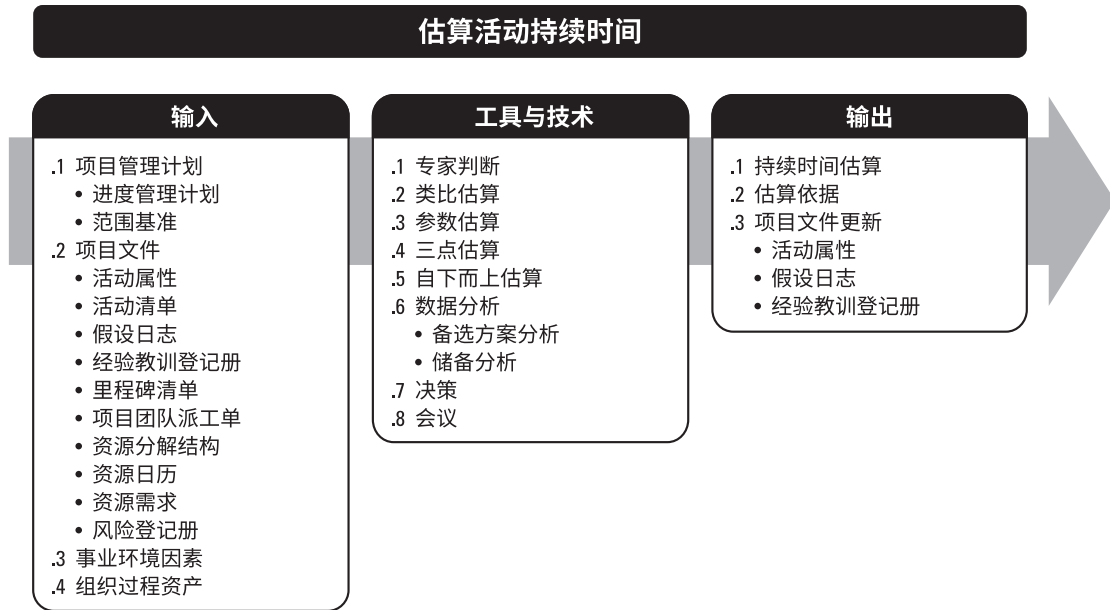 估算活动持续时间
输入
.1 项目管理计划
• 进度管理计划
• 范围基准
.2 项目文件
• 活动属性
• 活动清单
• 假设日志
• 经验教训登记册
• 里程碑清单
• 项目团队派工单
• 资源分解结构
• 资源日历
• 资源需求
• 风险登记册
.3 事业环境因素
.4 组织过程资产
工具与技术
.1 专家判断
.2 类比估算
.3 参数估算
.4 三点估算
.5 自下而上估算
.6 数据分析
• 备选方案分析
• 储备分析
.7 决策
.8 会议
输出
.1 持续时间估算
.2 估算依据
.3 项目文件更新
• 活动属性
• 假设日志
• 经验教训登记册